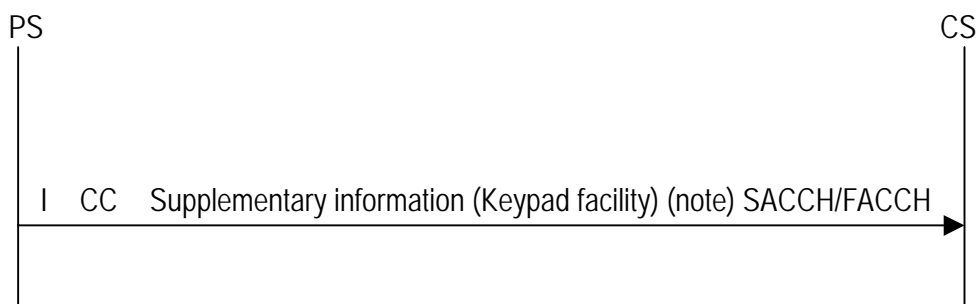 PS CS
I CC Supplementary information (Keypad facility) (note) SACCH/FACCH